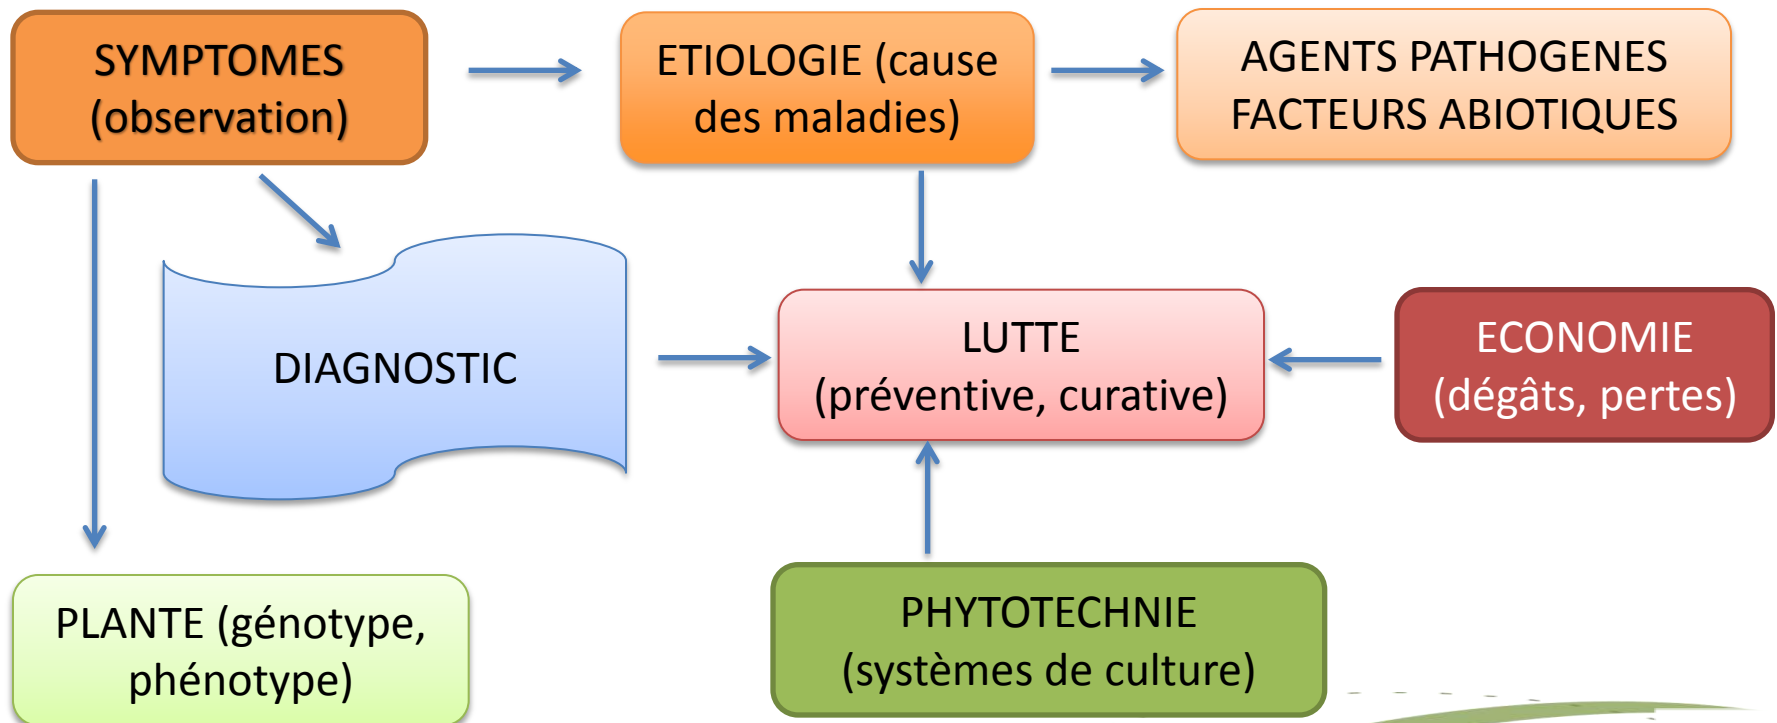 SYMPTOMES
(observation)
ETIOLOGIE (cause
des maladies)
AGENTS PATHOGENES
FACTEURS ABIOTIQUES
DIAGNOSTIC
LUTTE
(préventive, curative)
ECONOMIE
(dégâts, pertes)
PLANTE (génotype,
phénotype)
PHYTOTECHNIE
(systèmes de culture)